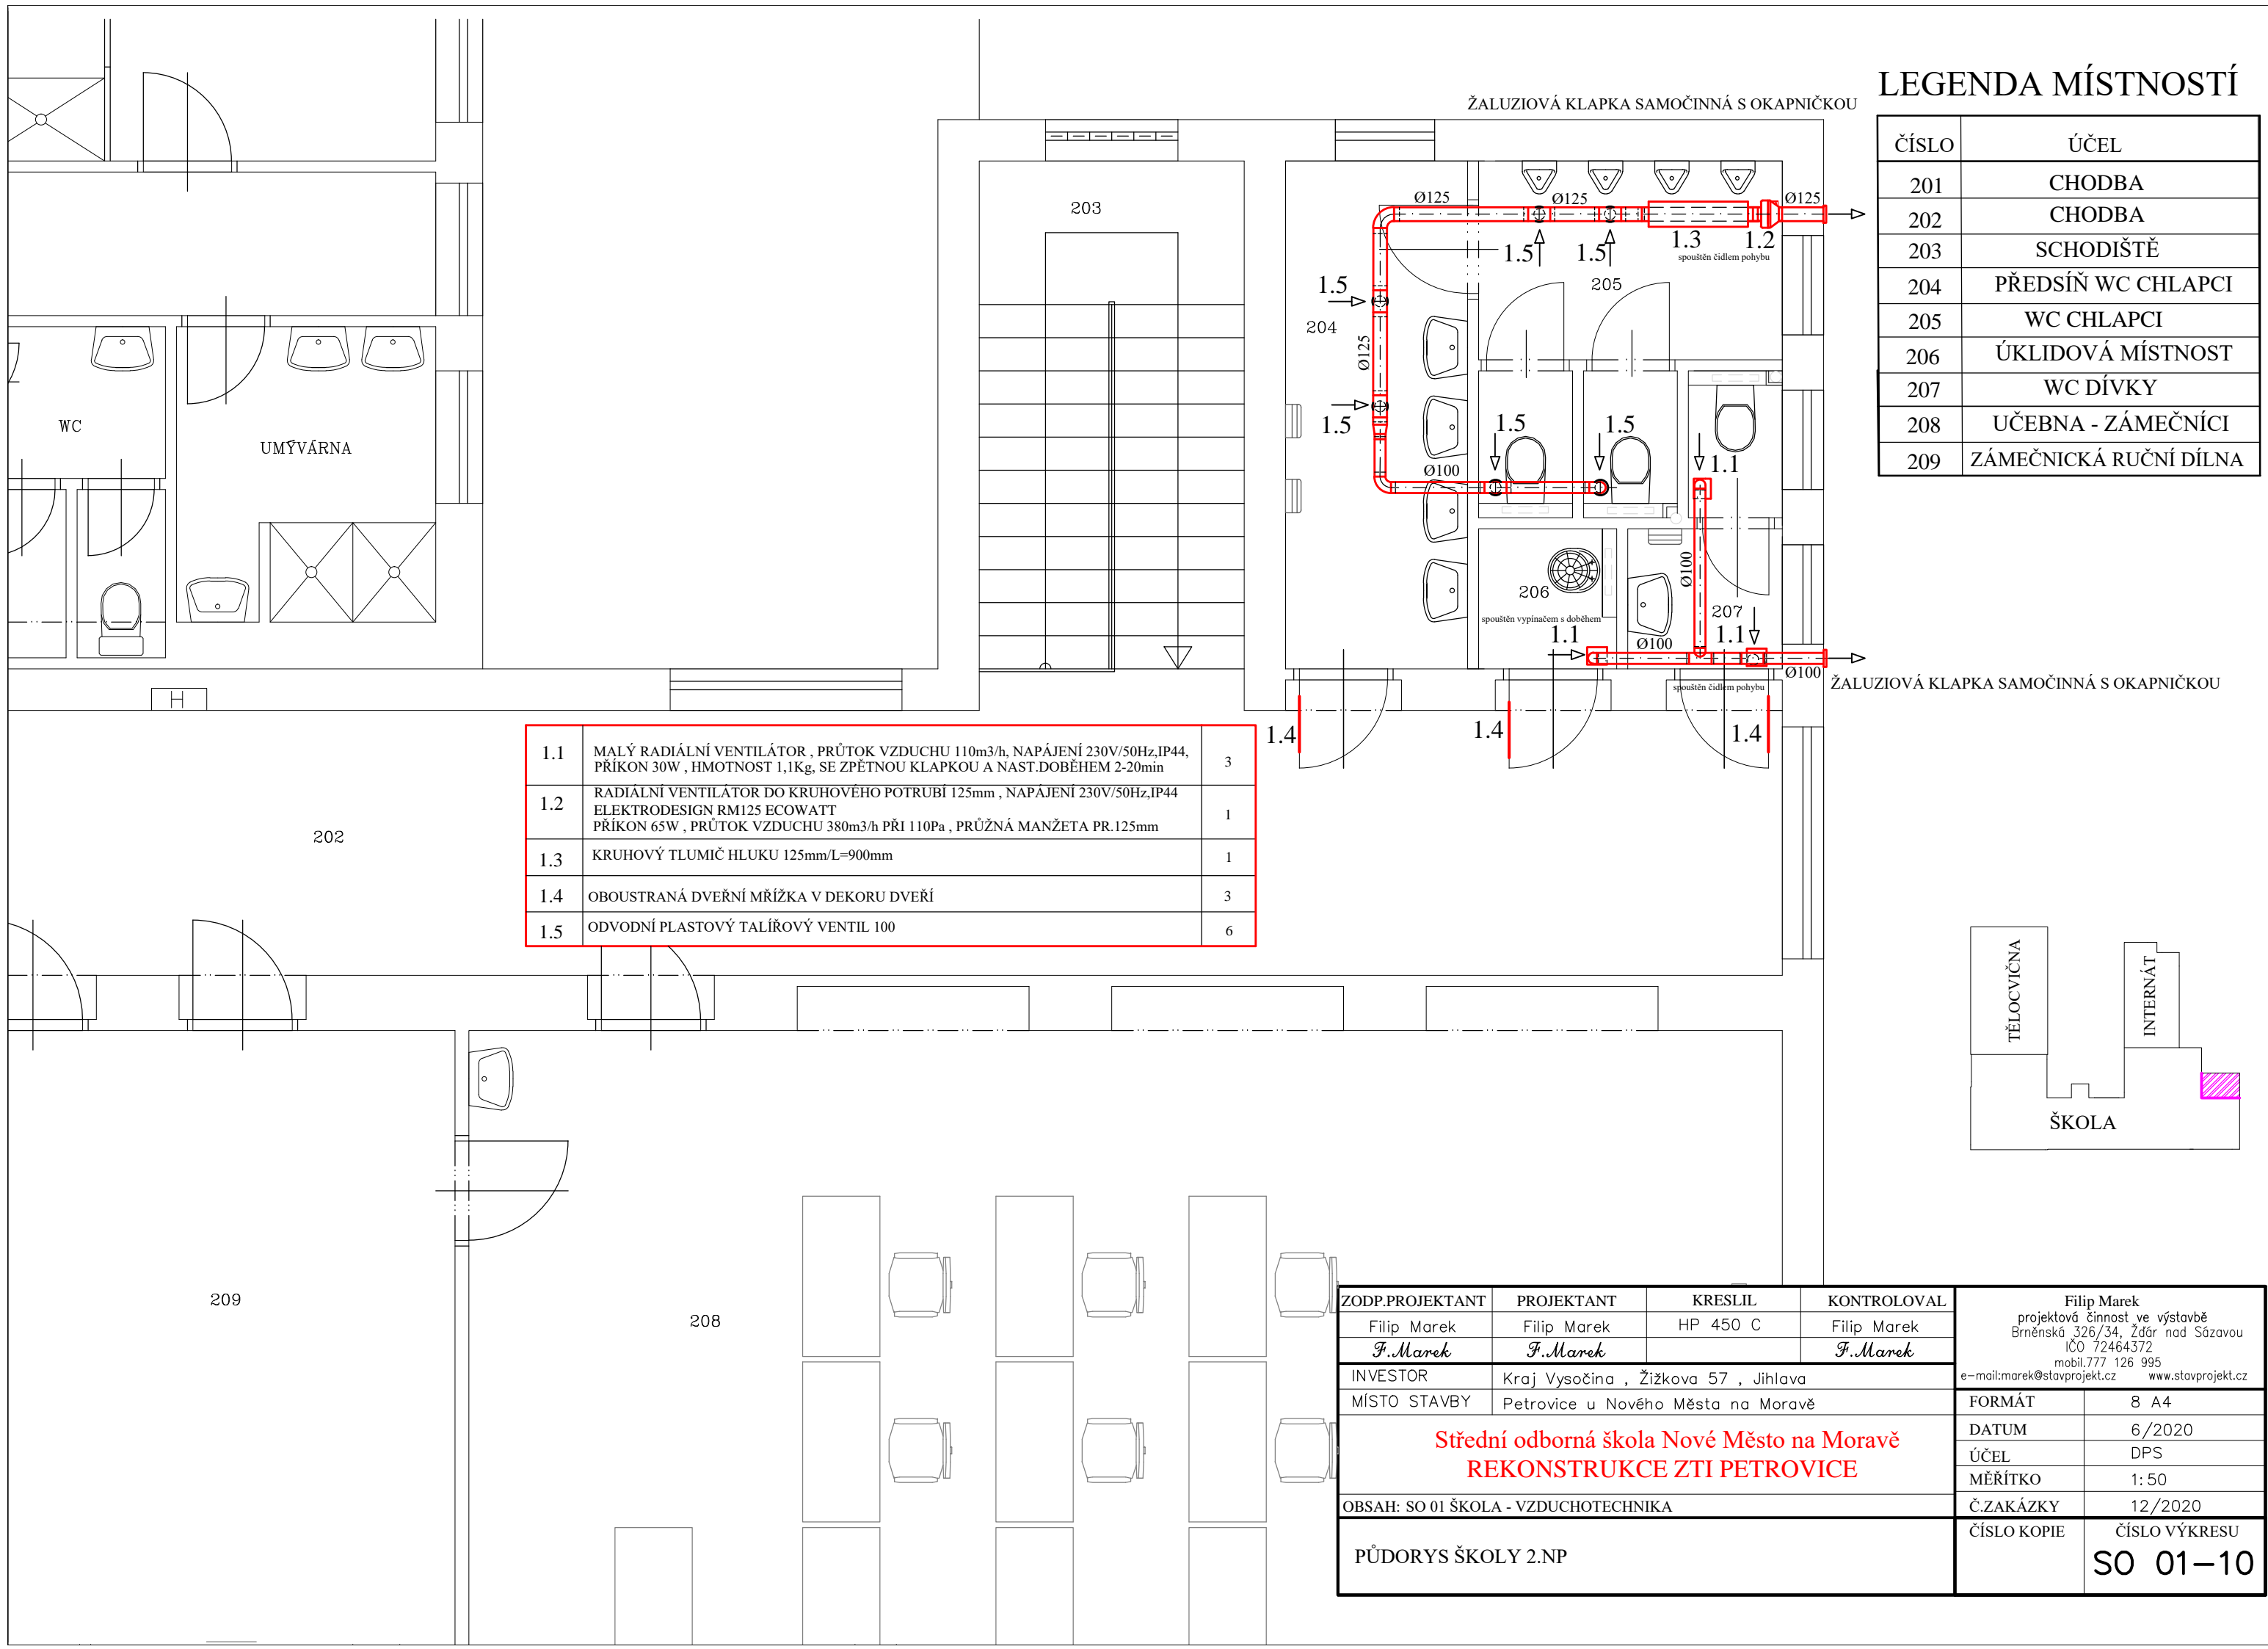 ŽALUZIOVÁ KLAPKA SAMOČINNÁ S OKAPNIČKOU
LEGENDA MÍSTNOSTÍ
ČÍSLO ÚČEL
201 CHODBA
202 CHODBA
203 SCHODIŠTĚ
204 PŘEDSÍŇ WC CHLAPCI
205 WC CHLAPCI
206 ÚKLIDOVÁ MÍSTNOST
207 WC DÍVKY
208 UČEBNA - ZÁMEČNÍCI
209 ZÁMEČNICKÁ RUČNÍ DÍLNA
203
Ø125
Ø125
Ø125
1.5
1.5
1.3
1.2
spouštěn čidlem pohybu
205
1.5
204
Ø125
1.5
1.5
1.5
1.1
Ø100
WC
UMÝVÁRNA
Ø100
206
207
spouštěn vypínačem s doběhem
1.1
1.1
Ø100
Ø100
spouštěn čidlem pohybu
ŽALUZIOVÁ KLAPKA SAMOČINNÁ S OKAPNIČKOU
H
1.4
1.4
1.4
1.1 MALÝ RADIÁLNÍ VENTILÁTOR , PRŮTOK VZDUCHU 110m3/h, NAPÁJENÍ 230V/50Hz,IP44,
PŘÍKON 30W , HMOTNOST 1,1Kg, SE ZPĚTNOU KLAPKOU A NAST.DOBĚHEM 2-20min 3
1.2 RADIÁLNÍ VENTILÁTOR DO KRUHOVÉHO POTRUBÍ 125mm , NAPÁJENÍ 230V/50Hz,IP44
ELEKTRODESIGN RM125 ECOWATT
PŘÍKON 65W , PRŮTOK VZDUCHU 380m3/h PŘI 110Pa , PRŮŽNÁ MANŽETA PR.125mm 1
1.3 KRUHOVÝ TLUMIČ HLUKU 125mm/L=900mm 1
1.4 OBOUSTRANÁ DVEŘNÍ MŘÍŽKA V DEKORU DVEŘÍ 3
1.5 ODVODNÍ PLASTOVÝ TALÍŘOVÝ VENTIL 100 6
202
TĚLOCVIČNA
INTERNÁT
ŠKOLA
209
208
ZODP.PROJEKTANT PROJEKTANT KRESLIL KONTROLOVAL
Filip Marek Filip Marek HP 450 C Filip Marek
F.Marek F.Marek F.Marek
INVESTOR Kraj Vysočina , Žižkova 57 , Jihlava
MÍSTO STAVBY Petrovice u Nového Města na Moravě
Střední odborná škola Nové Město na Moravě
REKONSTRUKCE ZTI PETROVICE
OBSAH: SO 01 ŠKOLA - VZDUCHOTECHNIKA
PŮDORYS ŠKOLY 2.NP
Filip Marek
projektová činnost ve výstavbě
Brněnská 326/34, Žďár nad Sázavou
IČO 72464372
mobil.777 126 995
e-mail:marek@stavprojekt.cz www.stavprojekt.cz
FORMÁT 8 A4
DATUM 6/2020
ÚČEL DPS
MĚŘÍTKO 1:50
Č.ZAKÁZKY 12/2020
ČÍSLO KOPIE ČÍSLO VÝKRESU
SO 01-10